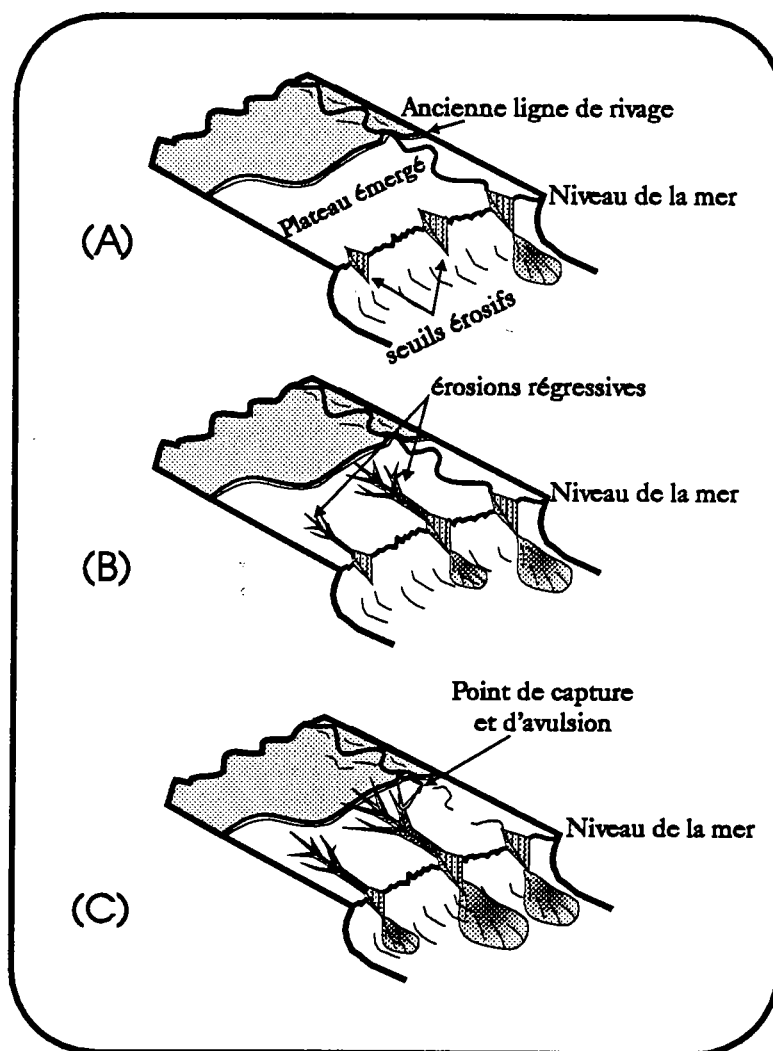 Ancienne ligne de rivage
Plateau émergé
Niveau de la mer
(A)
seuils érosifs
érosions régressives
Niveau de la mer
(B)
Point de capture
et d'avulsion
Niveau de la mer
(C)